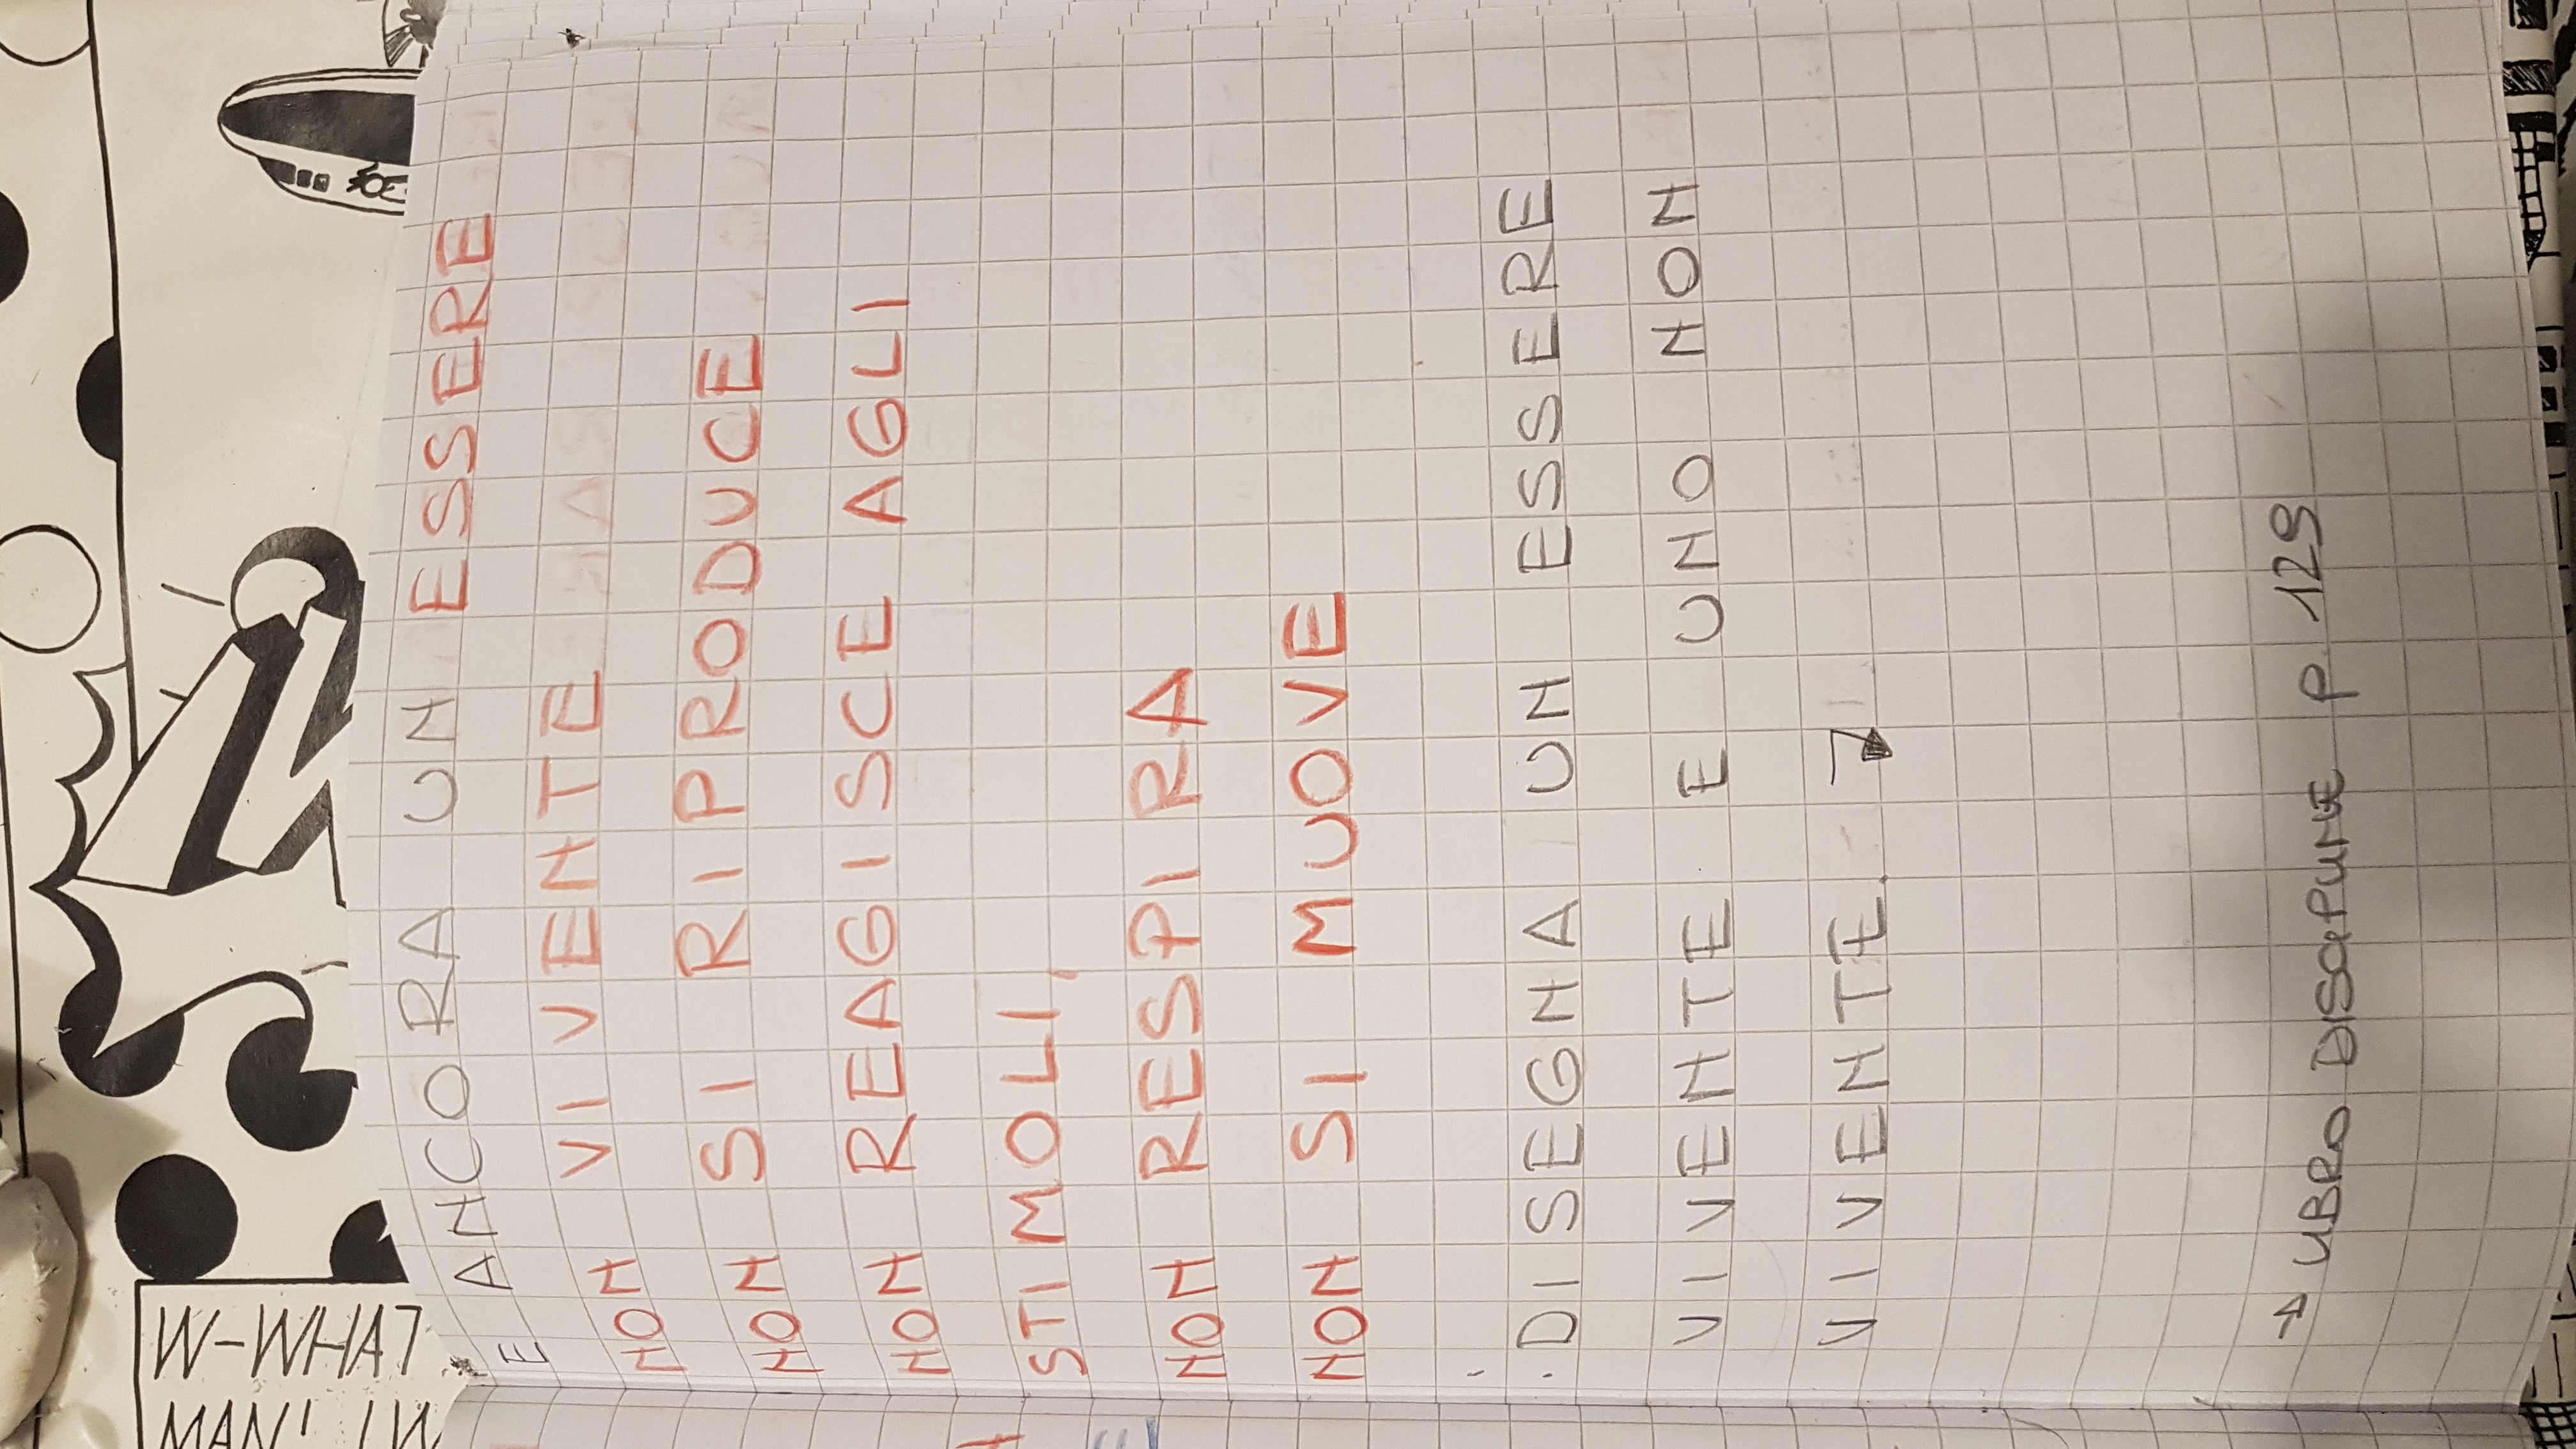 W-WHAT
E ANCORA UN ESSERE
NON VIVENTE
NON SI RIPRODUCE
NON REAGISCE AGLI
STIMOLI,
NON RESPIRA
NON SI MUOVE
DISEGNA UN ESSERE
VIVENTE E UNO NON
VIVENTE.
→ LIBRO DISCIPLINE p. 129